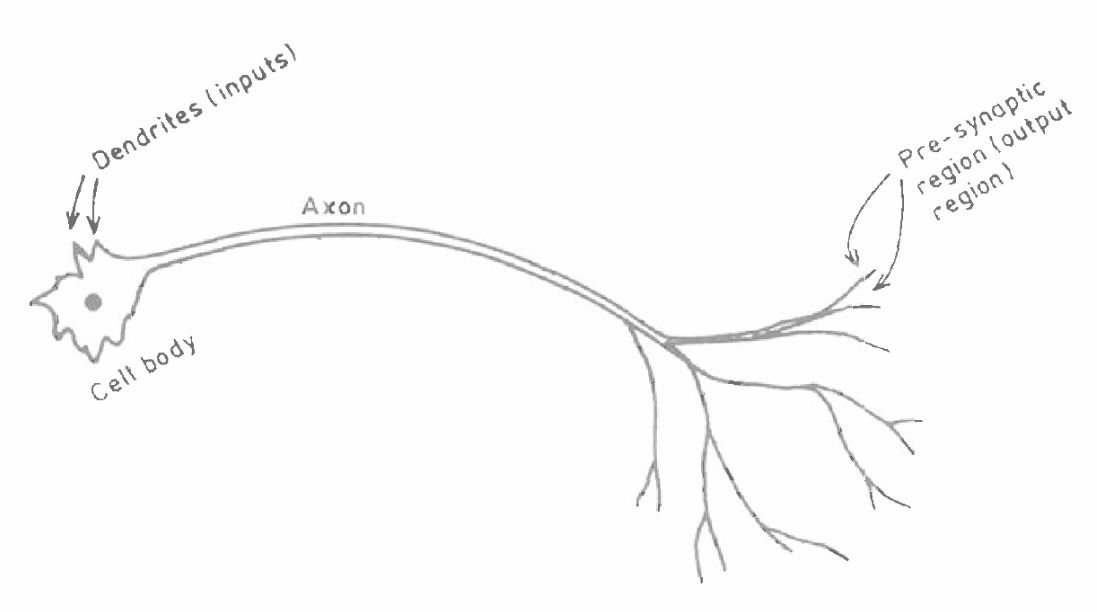 Dendrites (inputs)
Axon
Pre-synaptic
region (output
region)
Cell body